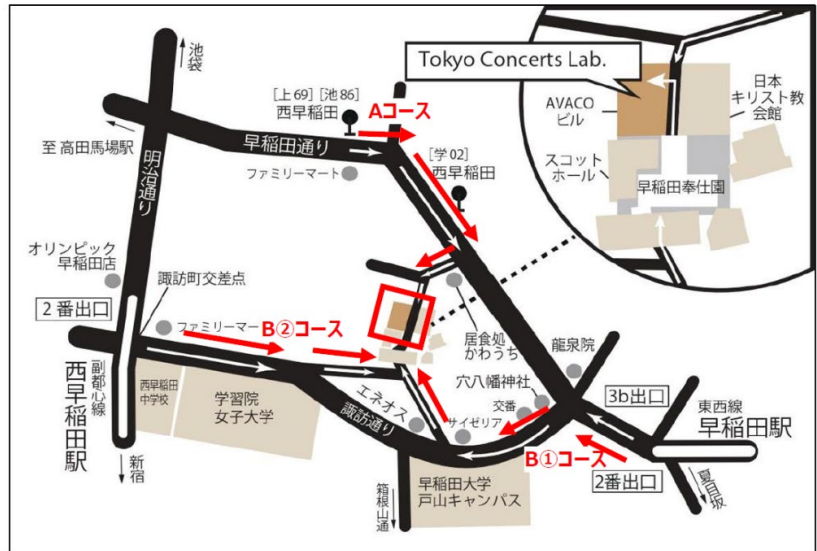 池袋
[上69] [池86]
西早稲田
Aコース
至 高田馬場駅
早稲田通り
ファミリーマート
明治通り
[学02]
西早稲田
Tokyo Concerts Lab.
AVACO
ビル
日本
キリスト教
会館
スコット
ホール
早稲田奉仕園
オリンピック
早稲田店
諏訪町交差点
2番出口
ファミリーマー
B②コース
西早稲田駅
副都心線
新宿
西早稲田
中学校
学習院
女子大学
諏訪通り
エネオス
サイゼリア
交番
穴八幡神社
居食処
かわうち
龍泉院
3b出口
東西線
早稲田駅
B①コース
2番出口
夏目坂
箱根山通
早稲田大学
戸山キャンパス